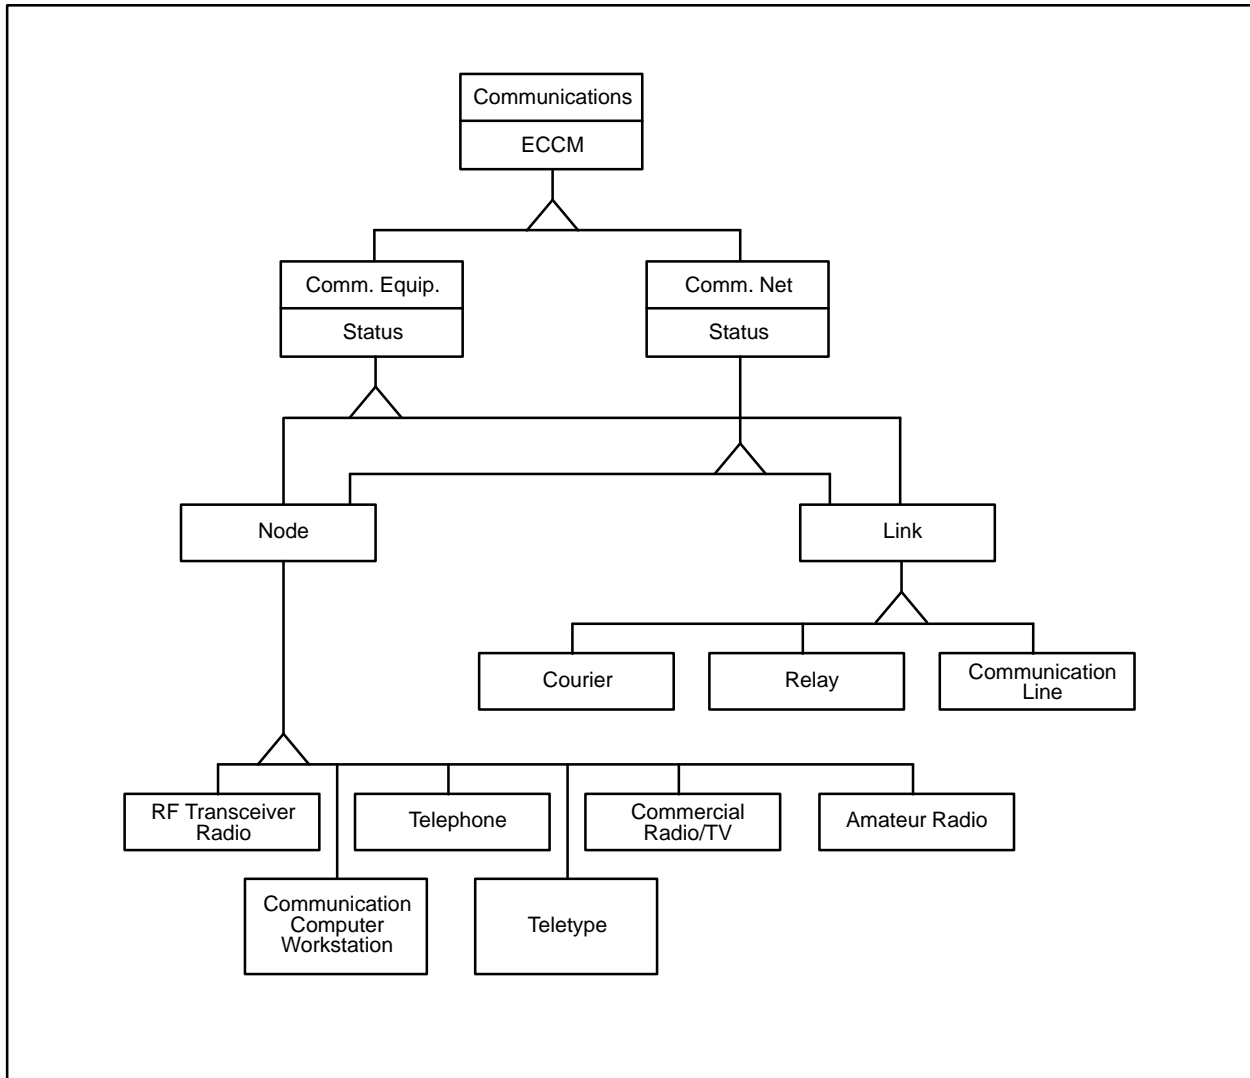 Communications
ECCM
Comm. Equip.
Status
Comm. Net
Status
Node
Link
Courier
Relay
Communication
Line
RF Transceiver
Radio
Telephone
Commercial
Radio/TV
Amateur Radio
Communication
Computer
Workstation
Teletype